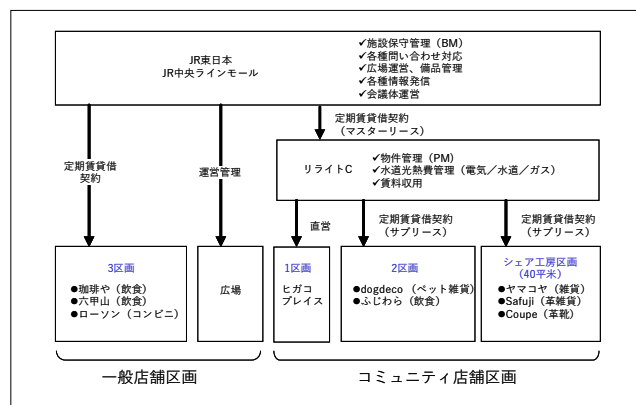 JR東日本
JR中央ラインモール
✓施設保守管理（BM）
✓各種問い合わせ対応
✓広場運営、備品管理
✓各種情報発信
✓会議体運営
定期賃貸借契約
（マスターリース）
定期賃貸借
契約
運営管理
リライトC
✓物件管理（PM）
✓水道光熱費管理（電気／水道／ガス）
✓賃料収用
直営
定期賃貸借契約
（サブリース）
定期賃貸借契約
（サブリース）
3区画
●珈琲や（飲食）
●六甲山（飲食）
●ローソン（コンビニ）
広場
1区画
ヒガコ
プレイス
2区画
●dogdeco（ペット雑貨）
●ふじわら（飲食）
シェア工房区画
（40平米）
●ヤマコヤ（雑貨）
●Safuji（革雑貨）
●Coupe（革靴）
一般店舗区画
コミュニティ店舗区画